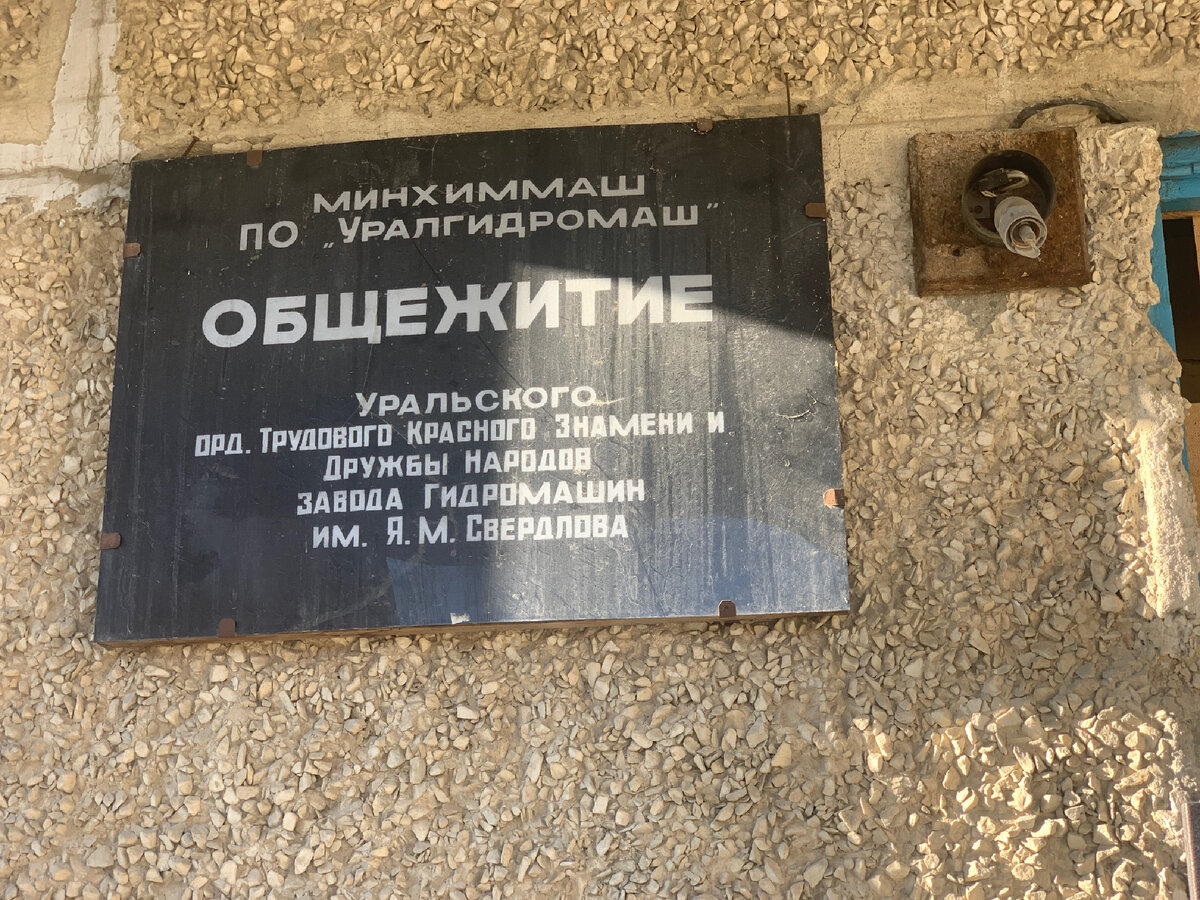 МИНХИММАШ
ПО „УРАЛГИДРОМАШ”
ОБЩЕЖИТИЕ
УРАЛЬСКОГО
ОРД. ТРУДОВОГО КРАСНОГО ЗНАМЕНИ И
ДРУЖБЫ НАРОДОВ
ЗАВОДА ГИДРОМАШИН
ИМ. Я.М. СВЕРДЛОВА